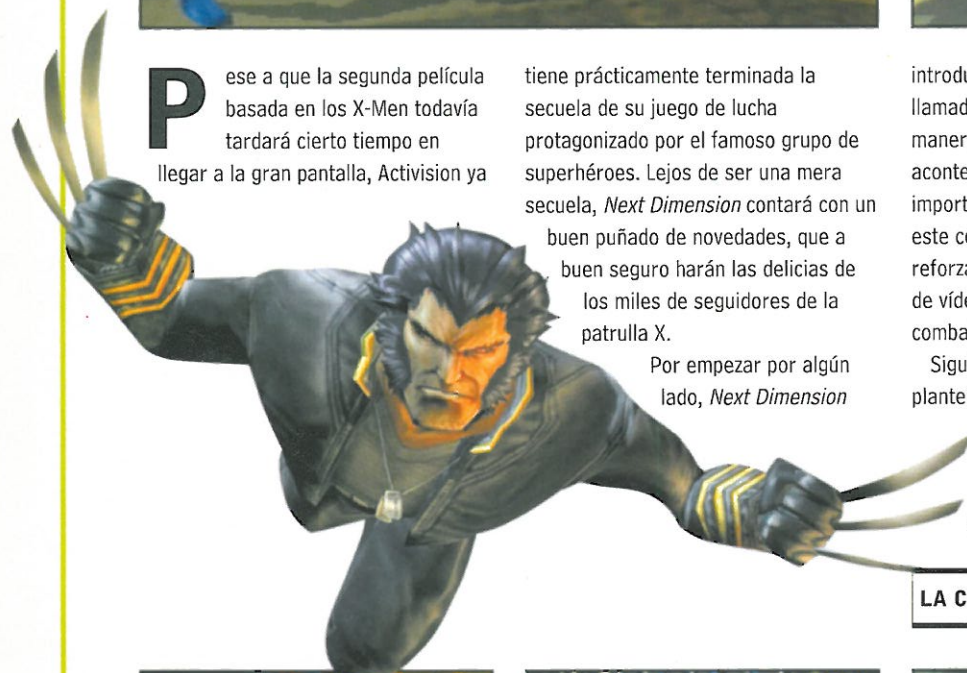 Pese a que la segunda película
basada en los X-Men todavía
tardará cierto tiempo en
llegar a la gran pantalla, Activision ya
tiene prácticamente terminada la
secuela de su juego de lucha
protagonizado por el famoso grupo de
superhéroes. Lejos de ser una mera
secuela, Next Dimension contará con un
buen puñado de novedades, que a
buen seguro harán las delicias de
los miles de seguidores de la
patrulla X.
Por empezar por algún
lado, Next Dimension